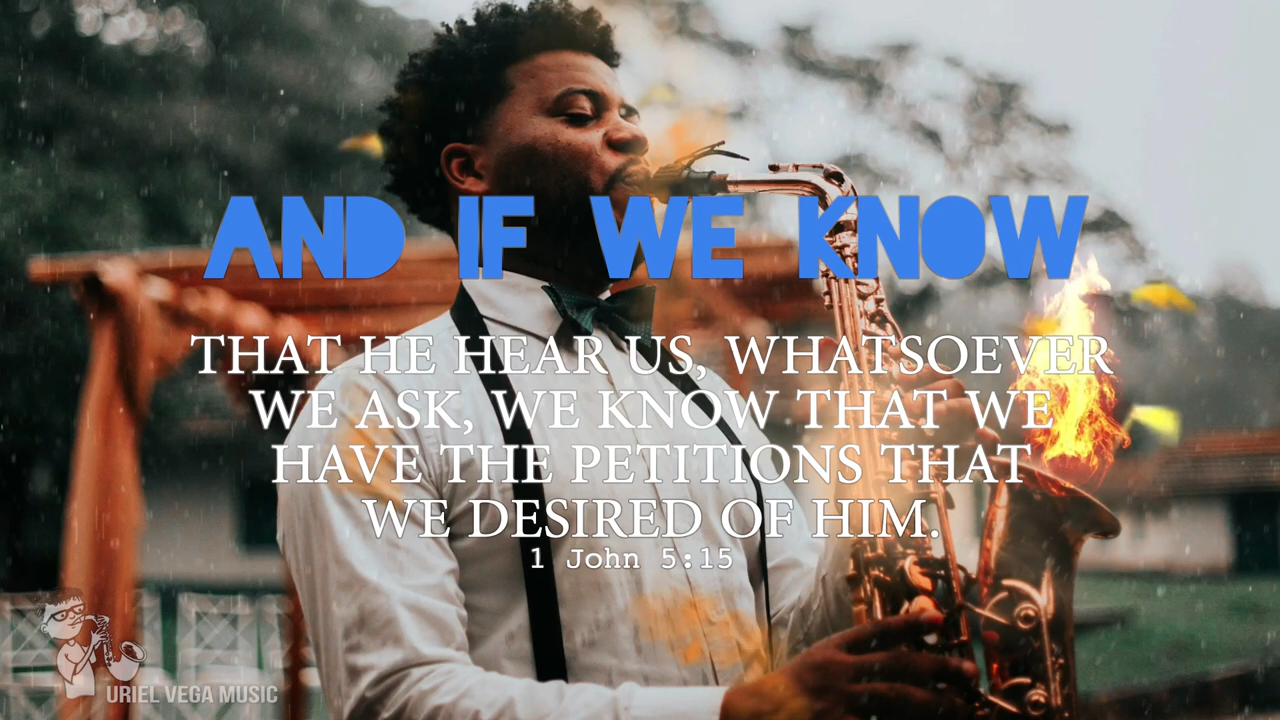 AND IF WE KNOW
THAT HE HEAR US, WHATSOEVER
WE ASK, WE KNOW THAT WE
HAVE THE PETITIONS THAT
WE DESIRED OF HIM.
1 John 5:15
URIEL VEGA MUSIC